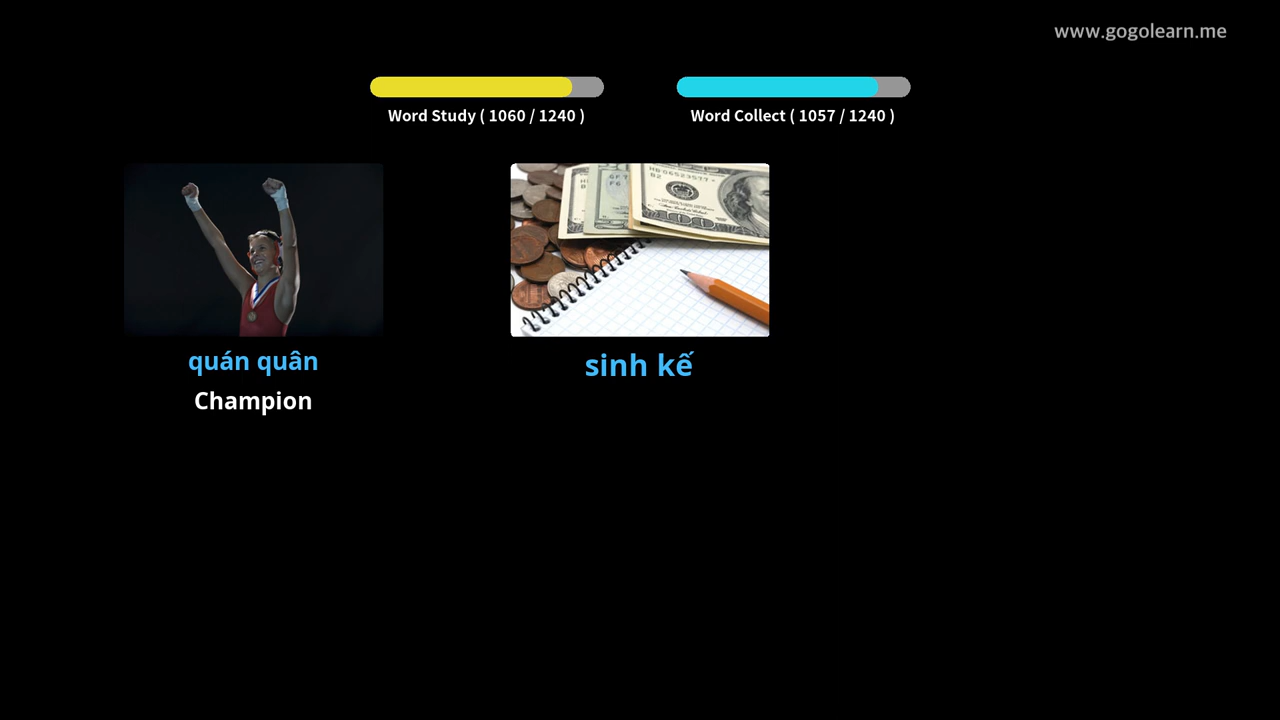 www.gogolearn.me
Word Study ( 1060 / 1240 )
Word Collect ( 1057 / 1240 )
quán quân
Champion
sinh kế